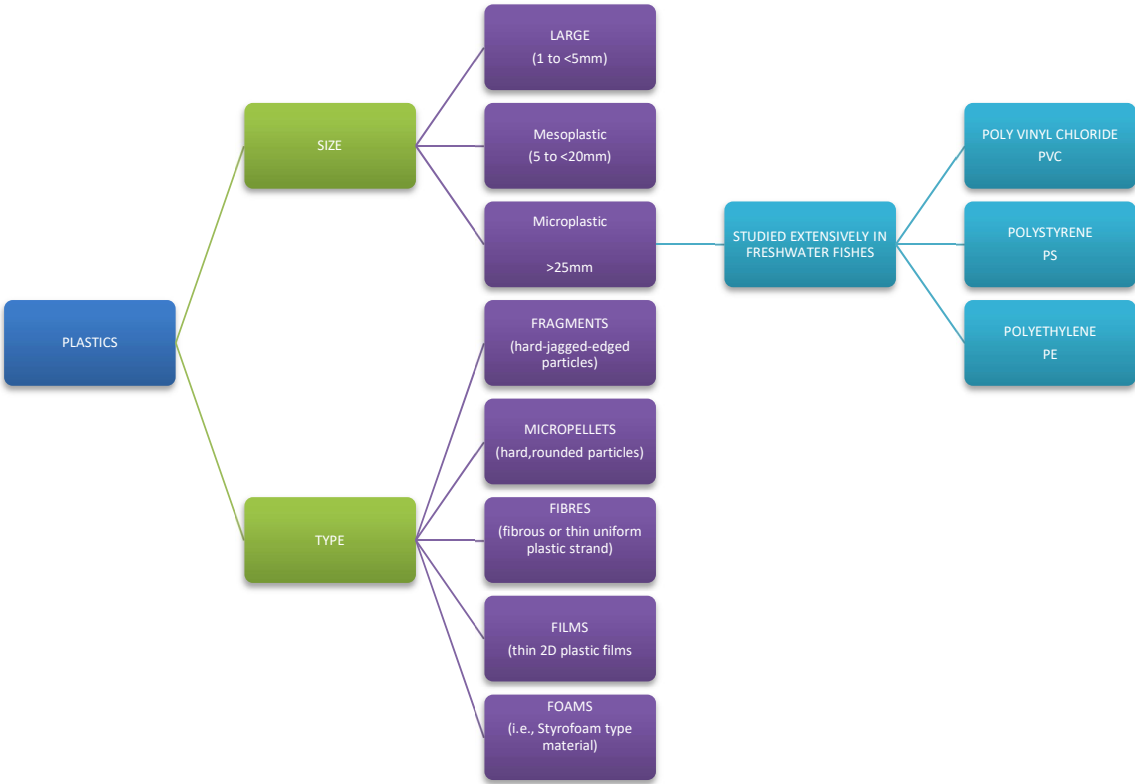 PLASTICS
SIZE
LARGE
(1 to <5mm)
Mesoplastic
(5 to <20mm)
Microplastic
>25mm
STUDIED EXTENSIVELY IN
FRESHWATER FISHES
POLY VINYL CHLORIDE
PVC
POLYSTYRENE
PS
POLYETHYLENE
PE
TYPE
FRAGMENTS
(hard-jagged-edged
particles)
MICROPELLETS
(hard,rounded particles)
FIBRES
(fibrous or thin uniform
plastic strand)
FILMS
(thin 2D plastic films
FOAMS
(i.e., Styrofoam type
material)